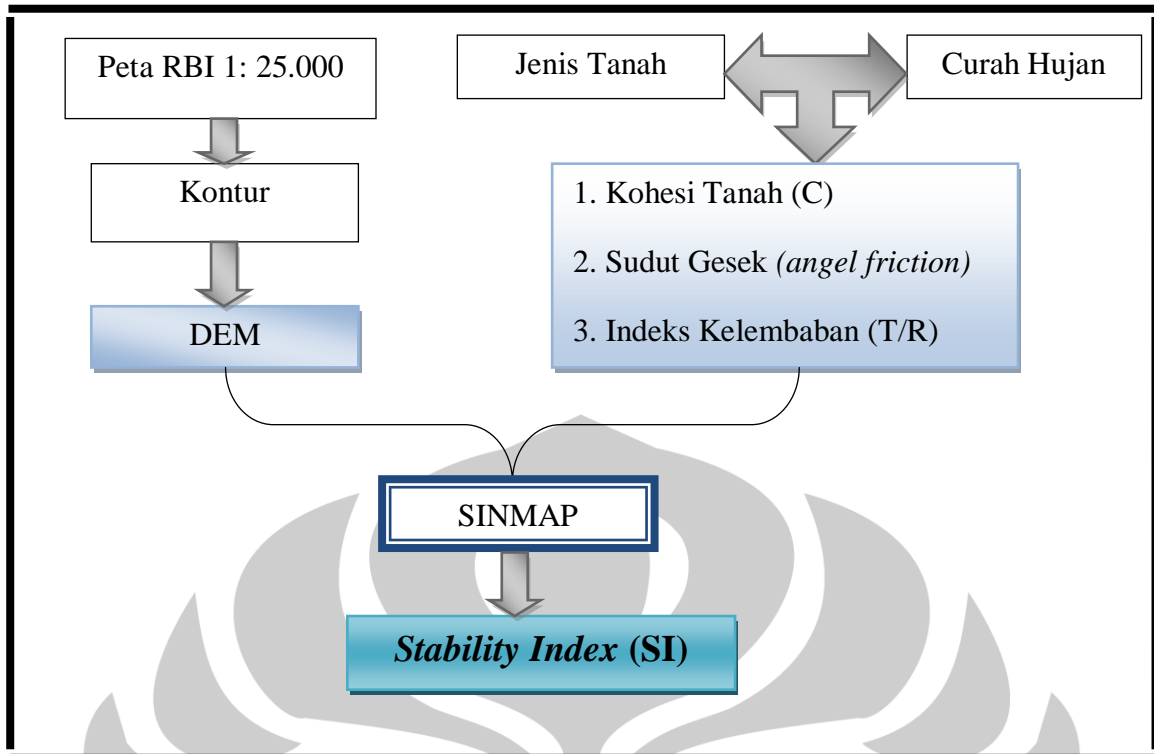 Peta RBI 1: 25.000
Kontur
DEM
Jenis Tanah
Curah Hujan
1. Kohesi Tanah (C)
2. Sudut Gesek (angel friction)
3. Indeks Kelembaban (T/R)
SINMAP
Stability Index (SI)